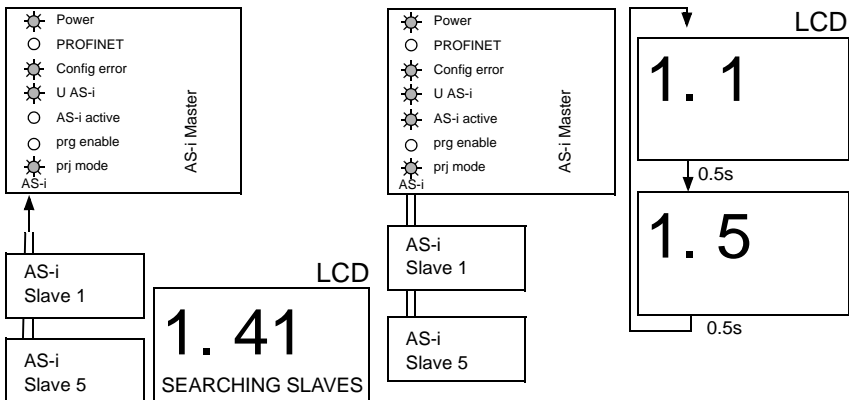 Power
PROFINET
Config error
U AS-i
AS-i active
prg enable
prj mode
AS-i
AS-i Master
AS-i
Slave 1
AS-i
Slave 5
LCD
1. 41
SEARCHING SLAVES
Power
PROFINET
Config error
U AS-i
AS-i active
prg enable
prj mode
AS-i
AS-i Master
AS-i
Slave 1
AS-i
Slave 5
LCD
1. 1
0.5s
1. 5
0.5s